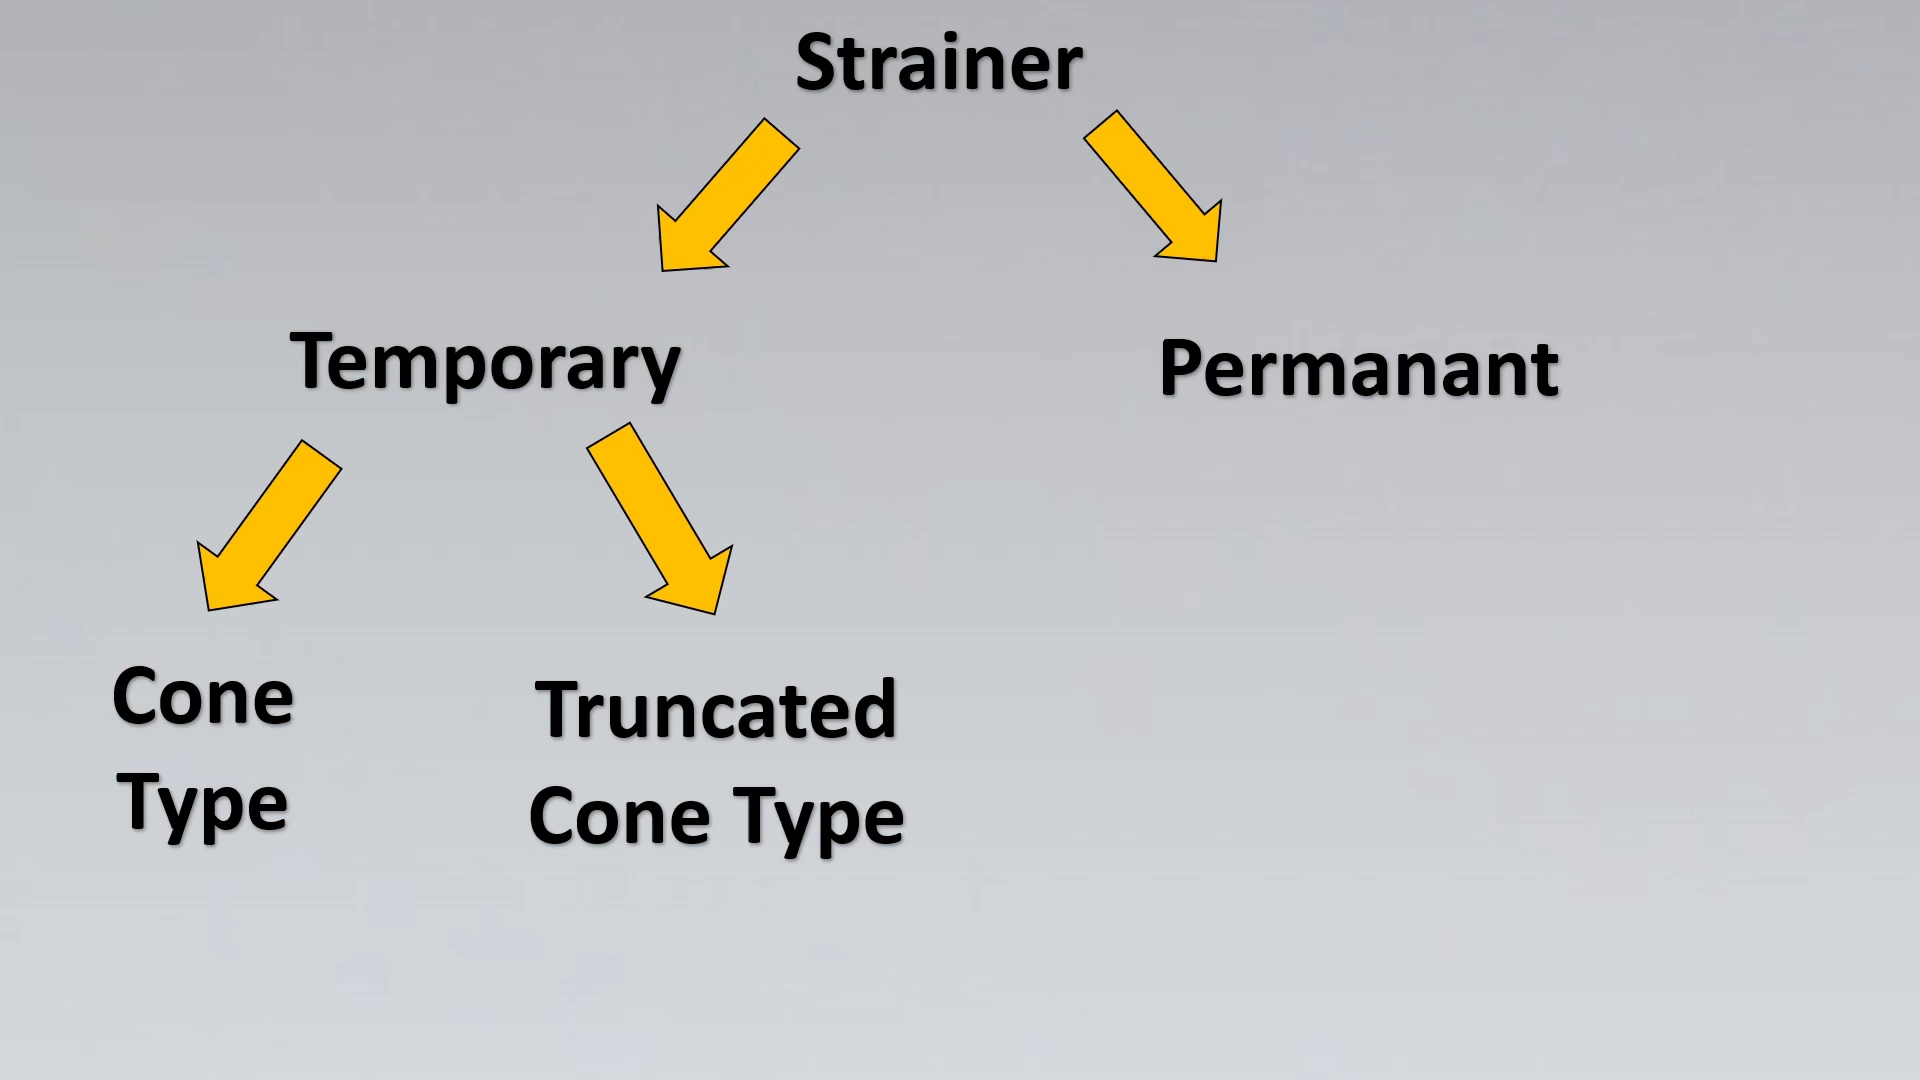 Strainer
Temporary
Permanant
Cone
Type
Truncated
Cone Type